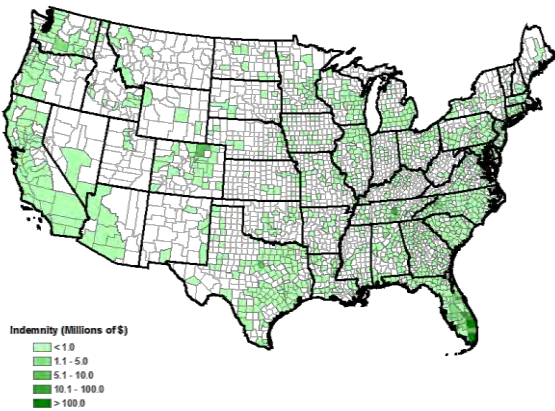 Indemnity (Millions of $)
< 1.0
1.1 - 5.0
5.1 - 10.0
10.1 - 100.0
> 100.0